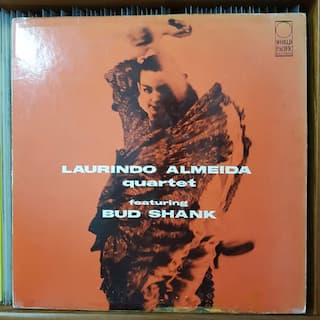 WORLD
PACIFIC
LAURINDO ALMEIDA
quartet
featuring
BUD SHANK